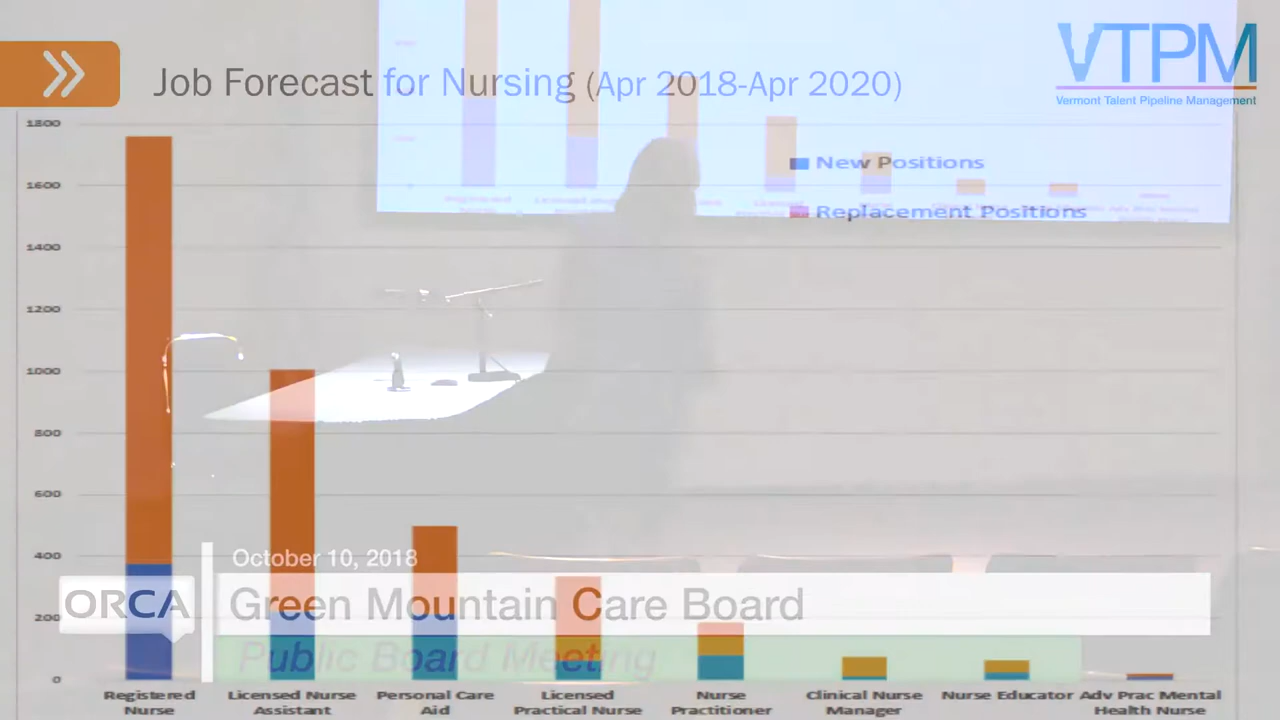 Job Forecast for Nursing (Apr 2018-Apr 2020)
VTPM
Vermont Talent Pipeline Management
1800
1600
1400
1200
1000
800
600
400
200
0
New Positions
Replacement Positions
October 10, 2018
ORCA
Green Mountain Care Board
Public Board Meeting
Registered
Nurse
Licensed Nurse
Assistant
Personal Care
Aid
Licensed
Practical Nurse
Nurse
Practitioner
Clinical Nurse
Manager
Nurse Educator
Adv Prac Mental
Health Nurse